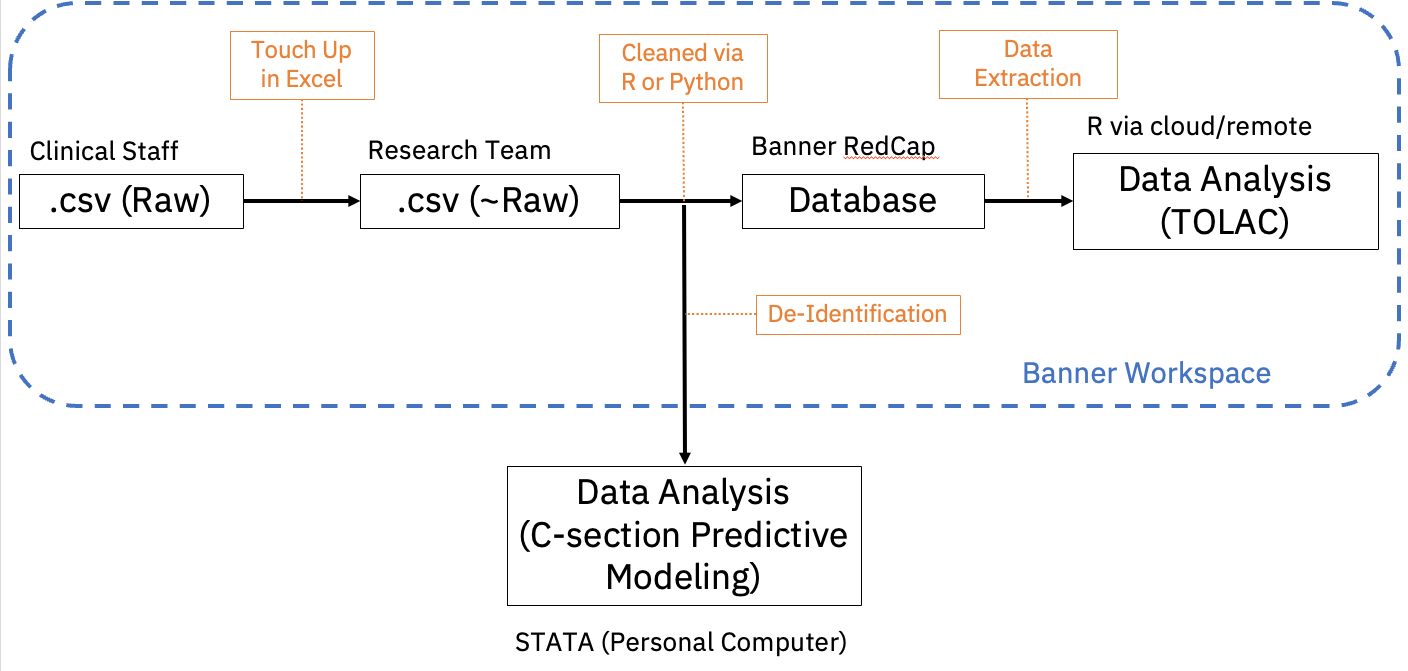 Touch Up
in Excel
Cleaned via
R or Python
Data
Extraction
Clinical Staff
Research Team
Banner RedCap
R via cloud/remote
.csv (Raw)
.csv (~Raw)
Database
Data Analysis
(TOLAC)
De-Identification
Banner Workspace
Data Analysis
(C-section Predictive
Modeling)
STATA (Personal Computer)